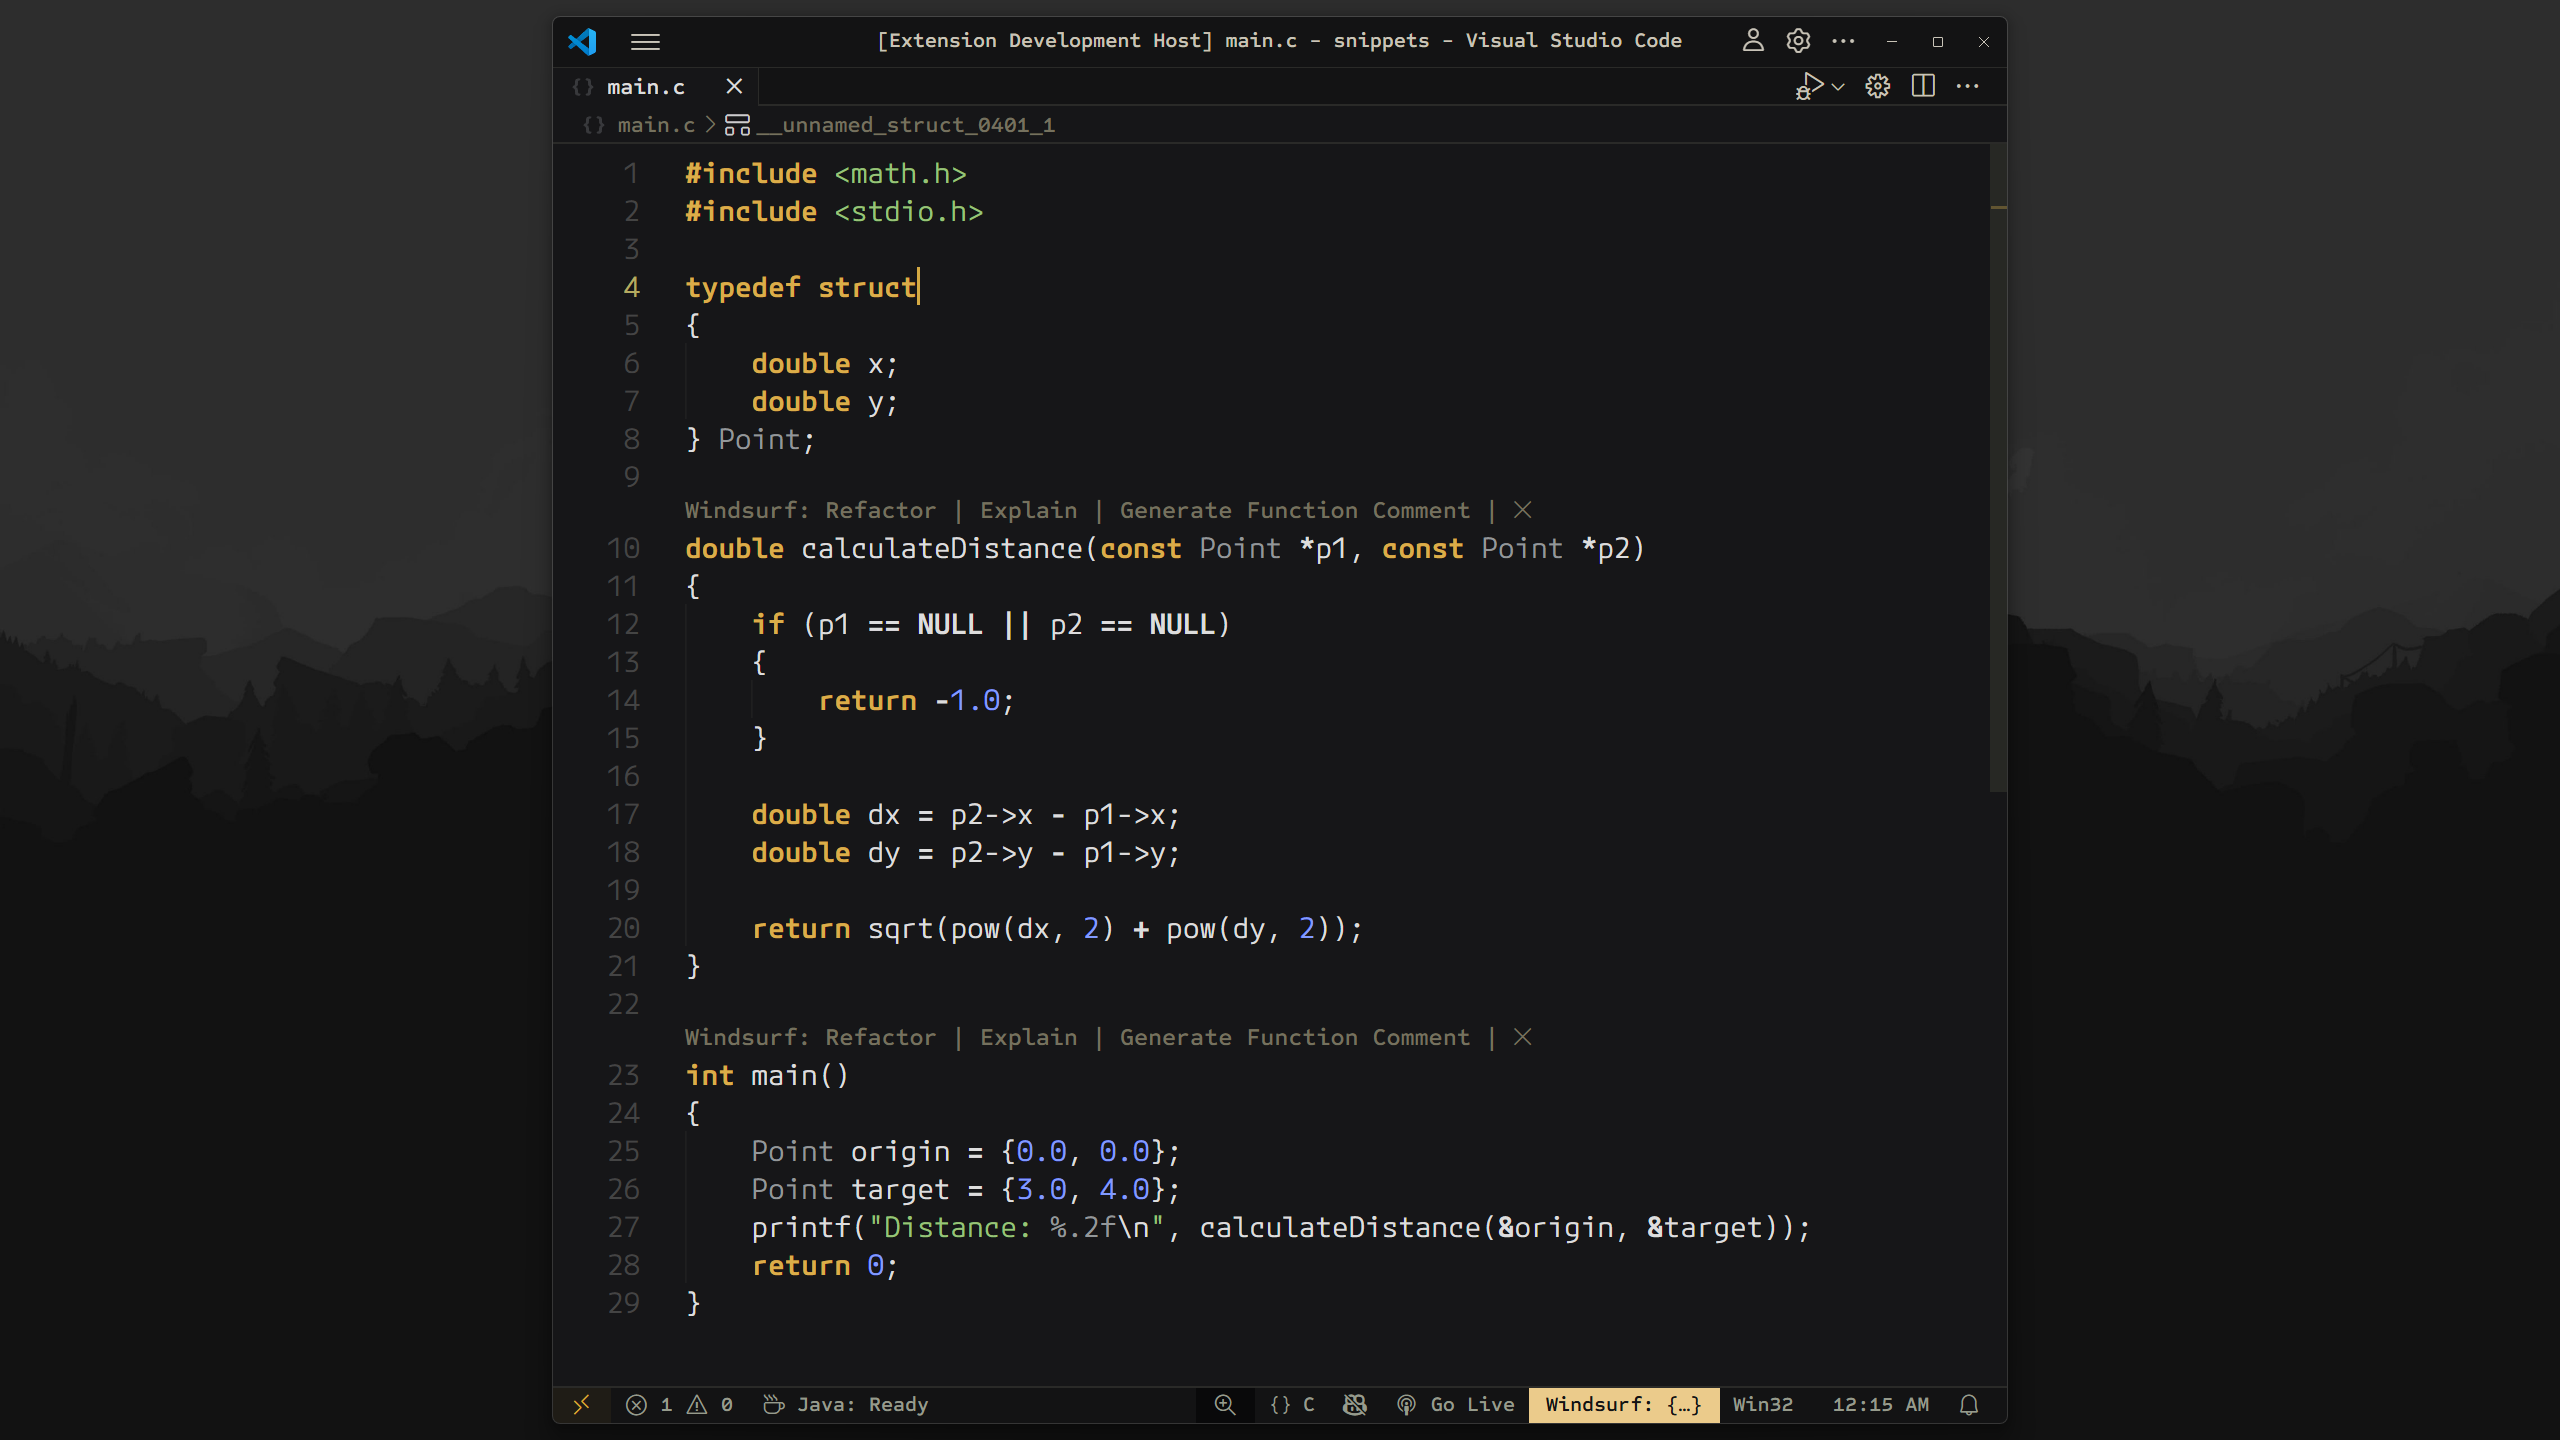 [Extension Development Host] main.c - snippets - Visual Studio Code
{} main.c
{} main.c > __unnamed_struct_0401_1
1 #include <math.h>
2 #include <stdio.h>
3
4 typedef struct
5 {
6     double x;
7     double y;
8 } Point;
9
Windsurf: Refactor | Explain | Generate Function Comment | ×
10 double calculateDistance(const Point *p1, const Point *p2)
11 {
12     if (p1 == NULL || p2 == NULL)
13     {
14         return -1.0;
15     }
16
17     double dx = p2->x - p1->x;
18     double dy = p2->y - p1->y;
19
20     return sqrt(pow(dx, 2) + pow(dy, 2));
21 }
22
Windsurf: Refactor | Explain | Generate Function Comment | ×
23 int main()
24 {
25     Point origin = {0.0, 0.0};
26     Point target = {3.0, 4.0};
27     printf("Distance: %.2f\n", calculateDistance(&origin, &target));
28     return 0;
29 }
1 0 Java: Ready {} C Go Live Windsurf: {…} Win32 12:15 AM